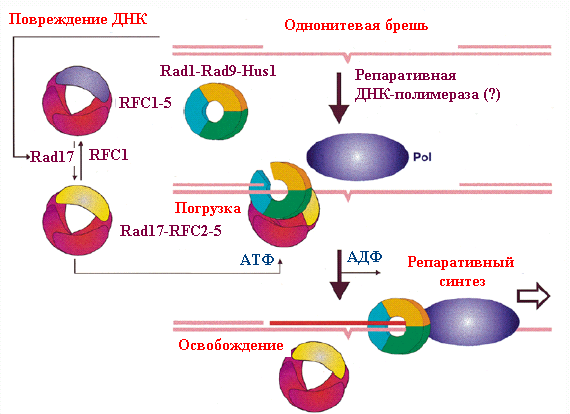 Повреждение ДНК
Однонитевая брешь
Rad1-Rad9-Hus1
Репаративная
ДНК-полимераза (?)
RFC1-5
Rad17
RFC1
Pol
Погрузка
Rad17-RFC2-5
АТФ
АДФ
Репаративный
синтез
Освобождение